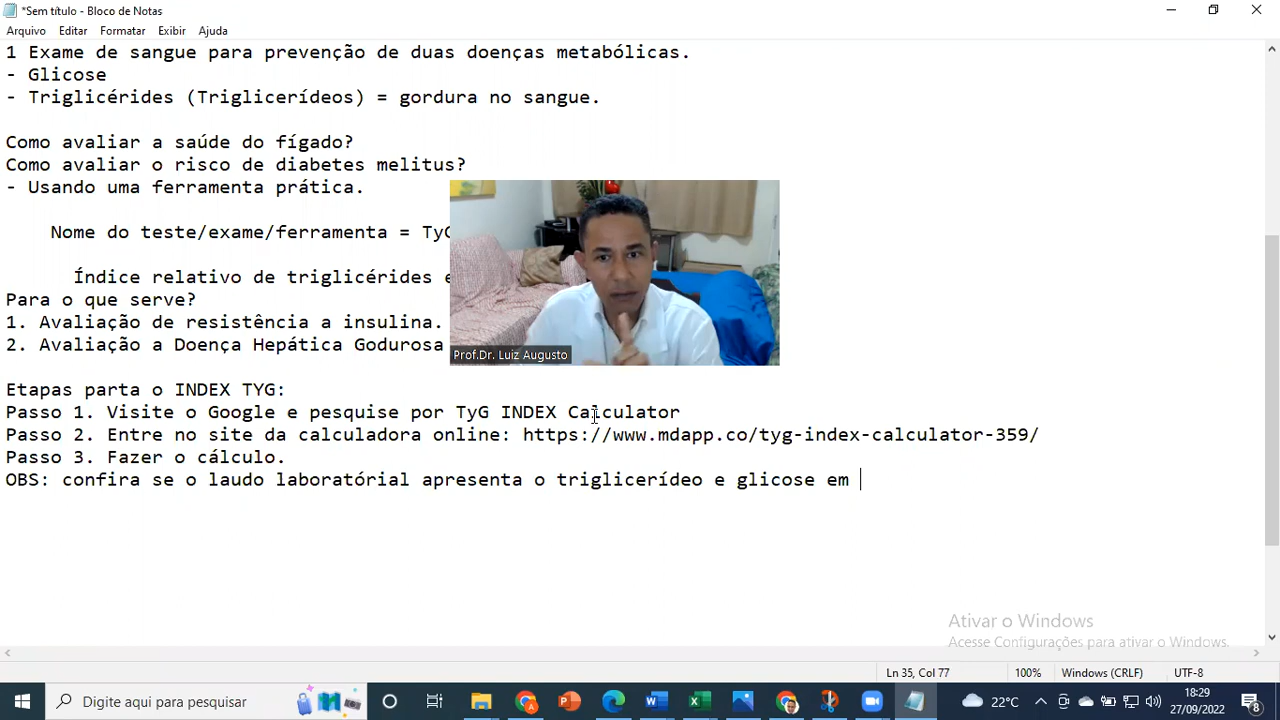 *Sem título - Bloco de Notas
Arquivo Editar Formatar Exibir Ajuda
1 Exame de sangue para prevenção de duas doenças metabólicas.
- Glicose
- Triglicérides (Triglicerídeos) = gordura no sangue.
Como avaliar a saúde do fígado?
Como avaliar o risco de diabetes melitus?
- Usando uma ferramenta prática.
Nome do teste/exame/ferramenta = TyG
Índice relativo de triglicérides e
Para o que serve?
1. Avaliação de resistência a insulina.
2. Avaliação a Doença Hepática Godurosa
Prof.Dr. Luiz Augusto
Etapas parta o INDEX TYG:
Passo 1. Visite o Google e pesquise por TyG INDEX Calculator
Passo 2. Entre no site da calculadora online: https://www.mdapp.co/tyg-index-calculator-359/
Passo 3. Fazer o cálculo.
OBS: confira se o laudo laboratórial apresenta o triglicerídeo e glicose em
Ativar o Windows
Acesse Configurações para ativar o Windows.
Ln 35, Col 77 100% Windows (CRLF) UTF-8
Digite aqui para pesquisar
22°C
18:29
27/09/2022
8